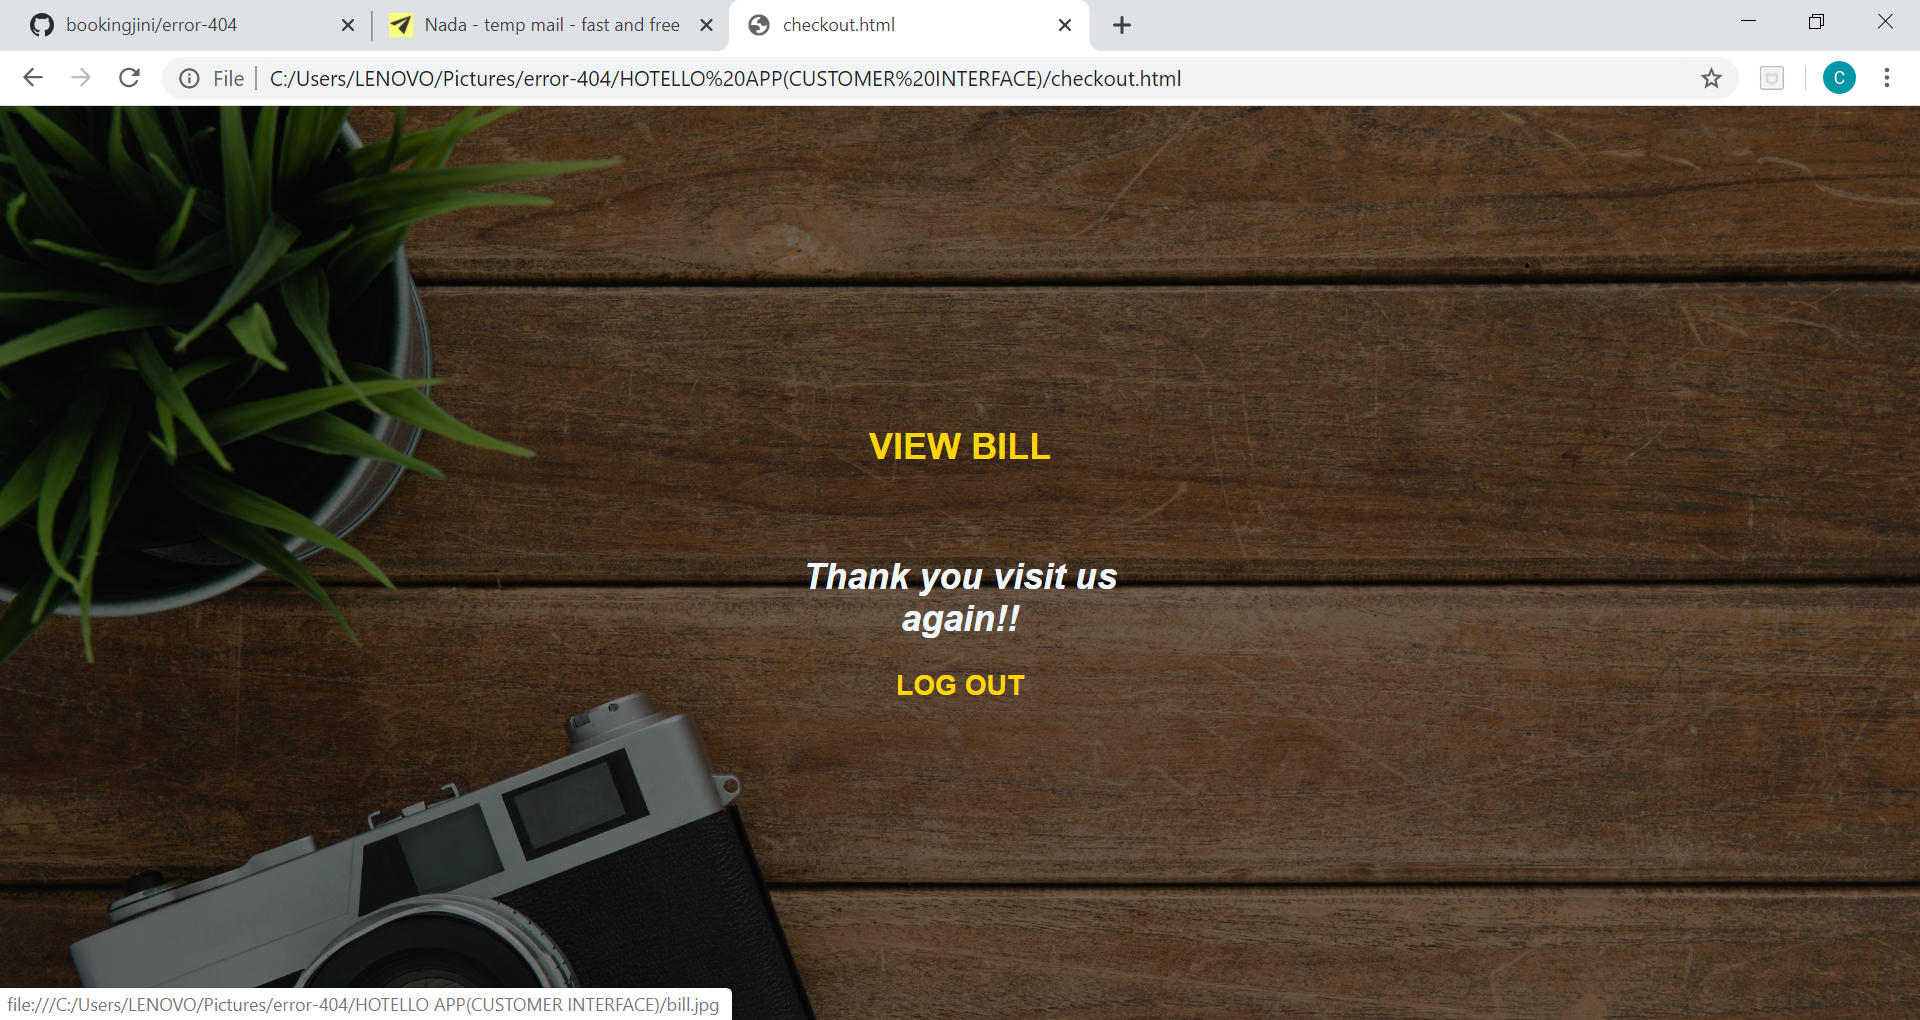 bookingjini/error-404
Nada - temp mail - fast and free
checkout.html
File
C:/Users/LENOVO/Pictures/error-404/HOTELLO%20APP(CUSTOMER%20INTERFACE)/checkout.html
C
VIEW BILL
Thank you visit us
again!!
LOG OUT
file:///C:/Users/LENOVO/Pictures/error-404/HOTELLO APP(CUSTOMER INTERFACE)/bill.jpg